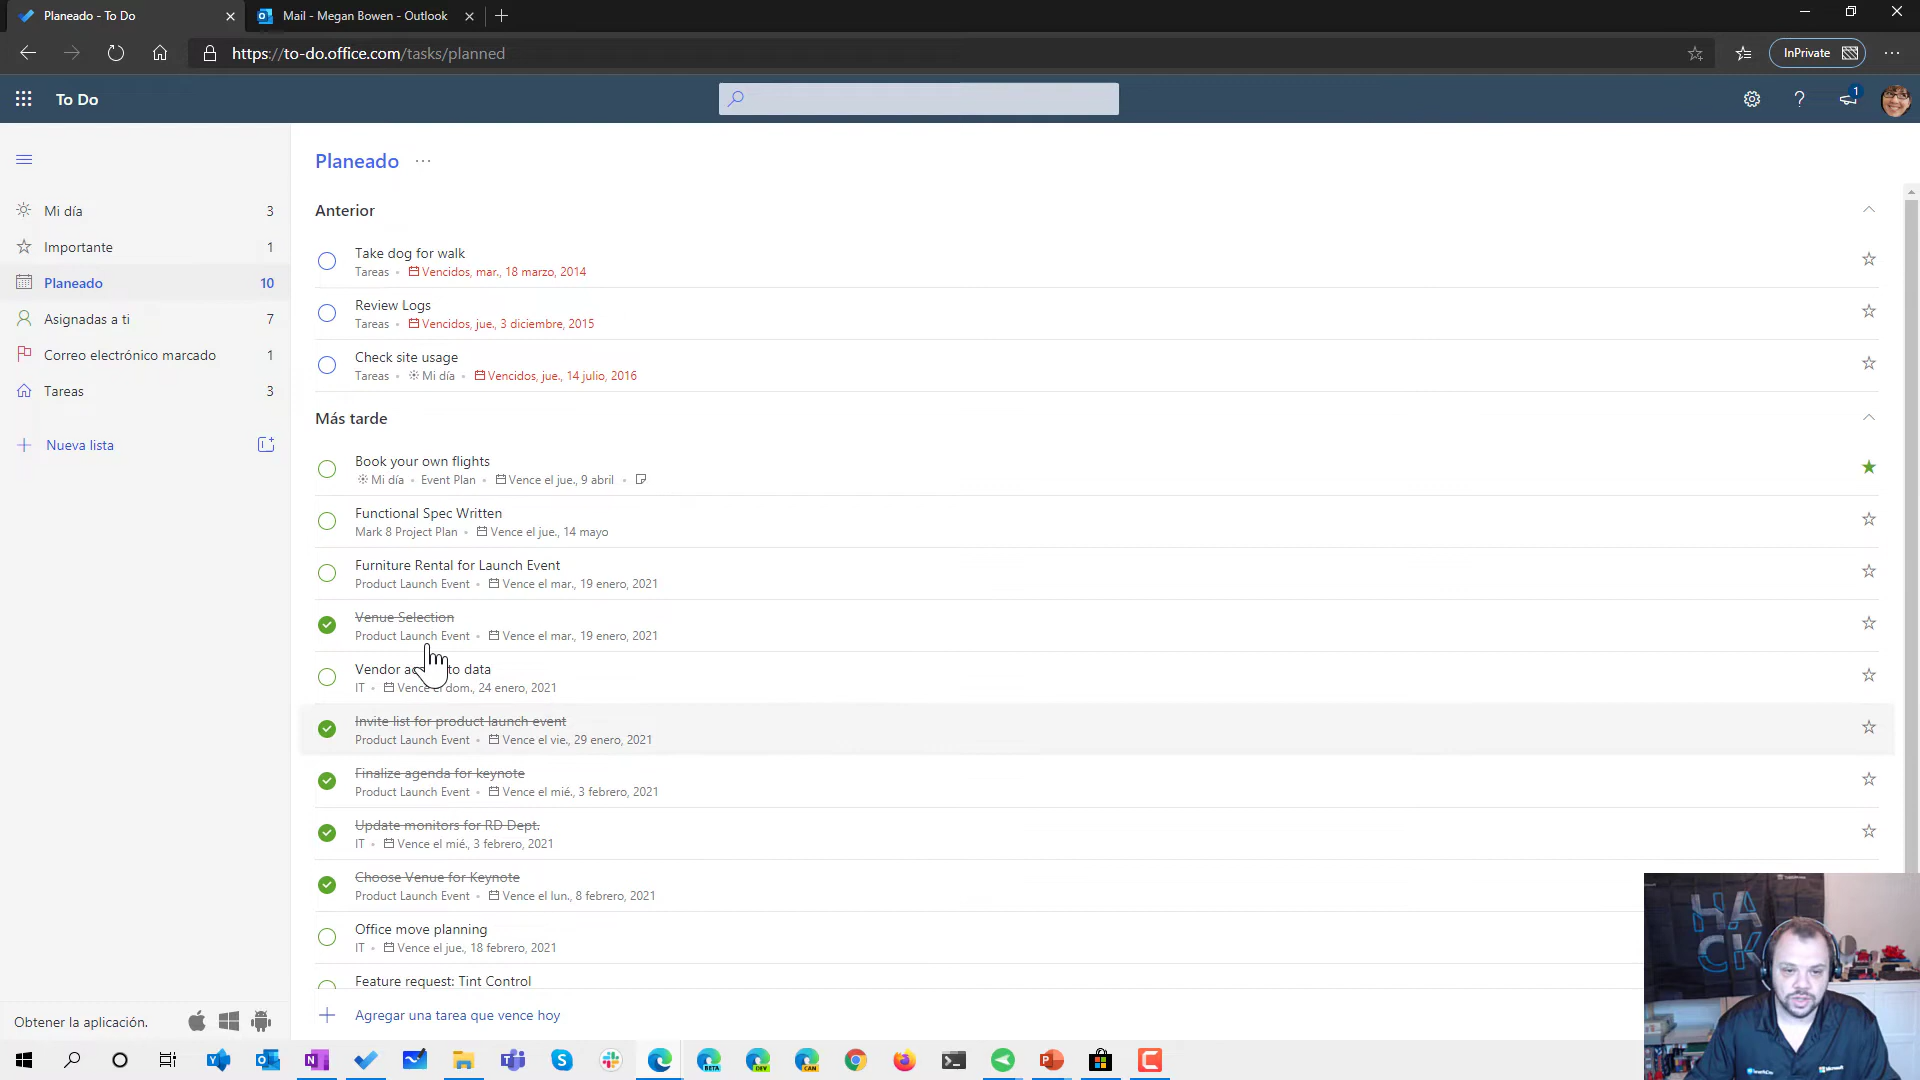 Planeado - To Do
Mail - Megan Bowen - Outlook
https://to-do.office.com/tasks/planned
InPrivate
To Do
1
Planeado
Mi día 3
Importante 1
Planeado 10
Asignadas a ti 7
Correo electrónico marcado 1
Tareas 3
Nueva lista
Anterior
Take dog for walk
Tareas • Vencidos, mar., 18 marzo, 2014
Review Logs
Tareas • Vencidos, jue., 3 diciembre, 2015
Check site usage
Tareas • Mi día • Vencidos, jue., 14 julio, 2016
Más tarde
Book your own flights
Mi día • Event Plan • Vence el jue., 9 abril •
Functional Spec Written
Mark 8 Project Plan • Vence el jue., 14 mayo
Furniture Rental for Launch Event
Product Launch Event • Vence el mar., 19 enero, 2021
Venue Selection
Product Launch Event • Vence el mar., 19 enero, 2021
Vendor to data
IT • Vence el dom., 24 enero, 2021
Invite list for product launch event
Product Launch Event • Vence el vie., 29 enero, 2021
Finalize agenda for keynote
Product Launch Event • Vence el mié., 3 febrero, 2021
Update monitors for RD Dept.
IT • Vence el mié., 3 febrero, 2021
Choose Venue for Keynote
Product Launch Event • Vence el lun., 8 febrero, 2021
Office move planning
IT • Vence el jue., 18 febrero, 2021
Feature request: Tint Control
Agregar una tarea que vence hoy
Obtener la aplicación.
HA
CK
Microsoft
BETA
DEV
CAN